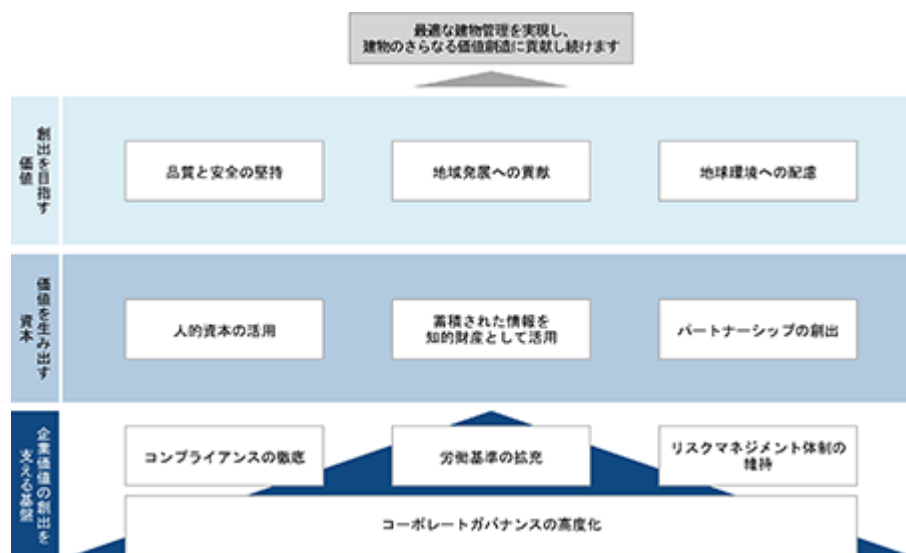 最適な建物管理を実現し、
建物のさらなる価値創造に貢献し続けます
創出を目指す
価値
品質と安全の堅持
地域発展への貢献
地球環境への配慮
価値を生み出す
資本
人的資本の活用
蓄積された情報を
知的財産として活用
パートナーシップの創出
企業価値の創出を
支える基盤
コンプライアンスの徹底
労働基準の拡充
リスクマネジメント体制の
維持
コーポレートガバナンスの高度化